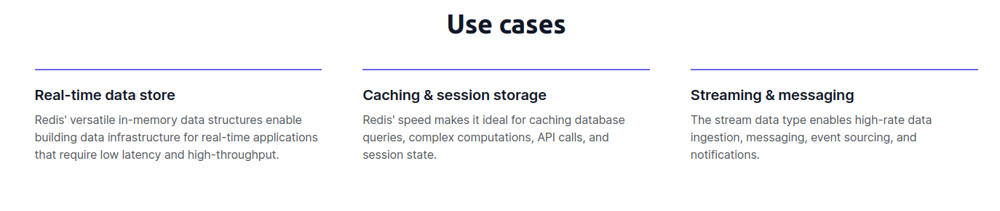 Use cases
Real-time data store
Redis' versatile in-memory data structures enable
building data infrastructure for real-time applications
that require low latency and high-throughput.
Caching & session storage
Redis' speed makes it ideal for caching database
queries, complex computations, API calls, and
session state.
Streaming & messaging
The stream data type enables high-rate data
ingestion, messaging, event sourcing, and
notifications.